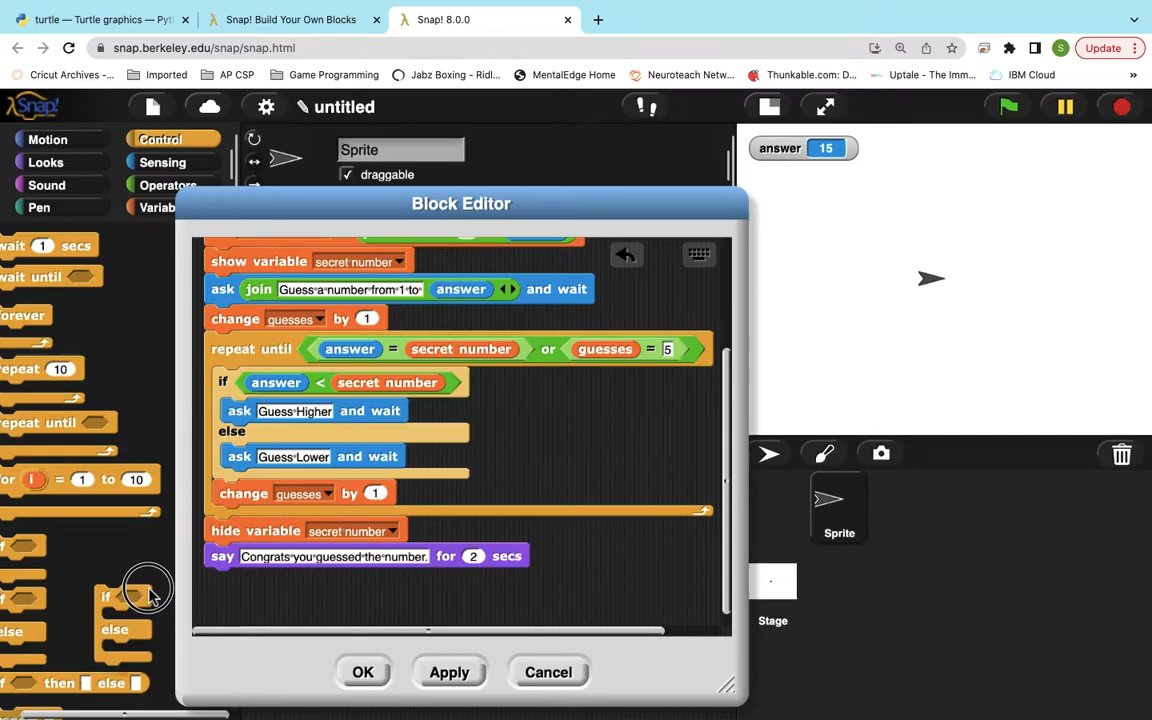 turtle — Turtle graphics — Pyt
Snap! Build Your Own Blocks
Snap! 8.0.0
snap.berkeley.edu/snap/snap.html
S
Update
Cricut Archives -...
Imported
AP CSP
Game Programming
Jabz Boxing - Ridl...
MentalEdge Home
Neuroteach Netw...
Thunkable.com: D...
Uptale - The Imm...
IBM Cloud
Snap!
untitled
Motion
Control
Looks
Sensing
Sound
Operators
Pen
Variab
Sprite
draggable
answer 15
wait 1 secs
wait until
forever
repeat 10
repeat until
for i = 1 to 10
else
if
else
then else
Block Editor
show variable secret number
ask join Guess a number from 1 to answer and wait
change guesses by 1
repeat until answer = secret number or guesses = 5
if answer < secret number
ask Guess Higher and wait
else
ask Guess Lower and wait
change guesses by 1
hide variable secret number
say Congrats you guessed the number. for 2 secs
OK
Apply
Cancel
Sprite
Stage